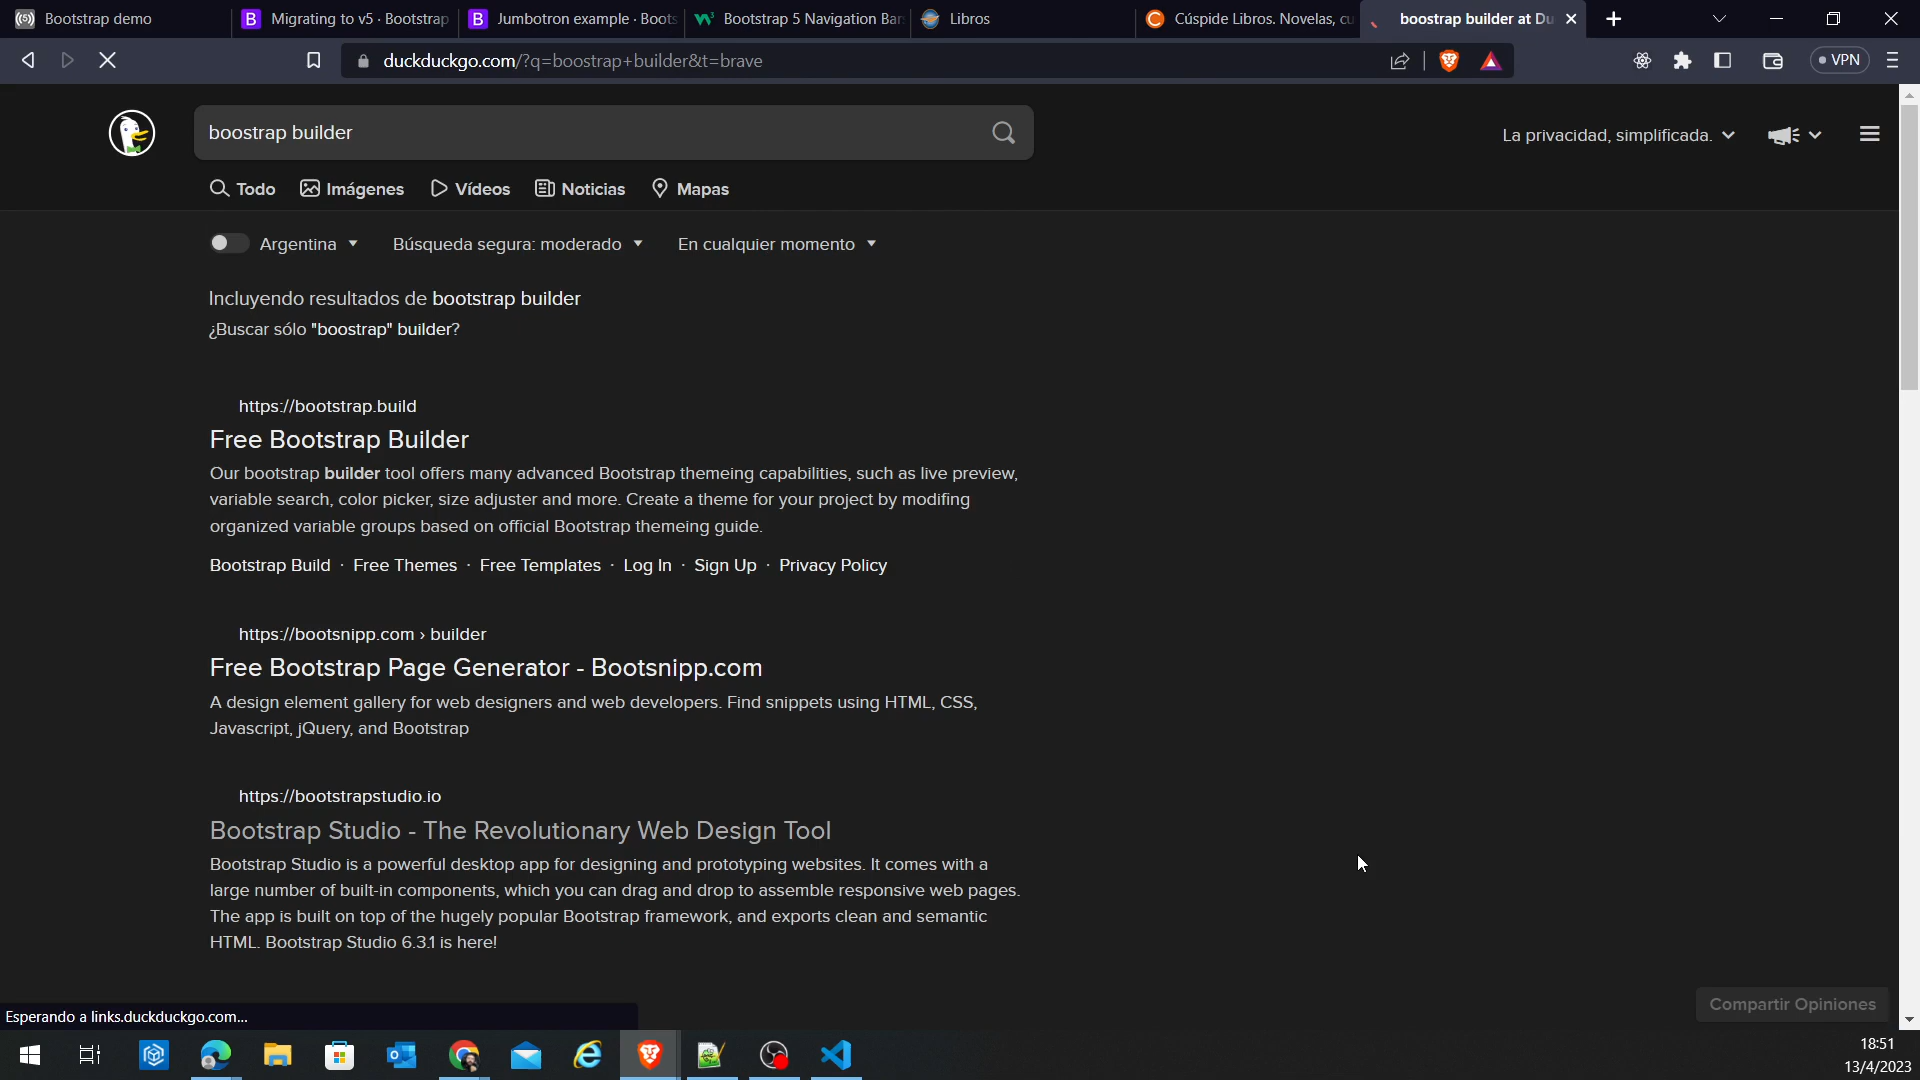 Bootstrap demo
Migrating to v5 · Bootstrap
Jumbotron example · Boots
Bootstrap 5 Navigation Bar
Libros
Cúspide Libros. Novelas, cu
boostrap builder at Du
duckduckgo.com/?q=boostrap+builder&t=brave
VPN
boostrap builder
La privacidad, simplificada.
Todo
Imágenes
Vídeos
Noticias
Mapas
Argentina
Búsqueda segura: moderado
En cualquier momento
Incluyendo resultados de bootstrap builder
¿Buscar sólo "boostrap" builder?
https://bootstrap.build
Free Bootstrap Builder
Our bootstrap builder tool offers many advanced Bootstrap themeing capabilities, such as live preview,
variable search, color picker, size adjuster and more. Create a theme for your project by modifing
organized variable groups based on official Bootstrap themeing guide.
Bootstrap Build · Free Themes · Free Templates · Log In · Sign Up · Privacy Policy
https://bootsnipp.com › builder
Free Bootstrap Page Generator - Bootsnipp.com
A design element gallery for web designers and web developers. Find snippets using HTML, CSS,
Javascript, jQuery, and Bootstrap
https://bootstrapstudio.io
Bootstrap Studio - The Revolutionary Web Design Tool
Bootstrap Studio is a powerful desktop app for designing and prototyping websites. It comes with a
large number of built-in components, which you can drag and drop to assemble responsive web pages.
The app is built on top of the hugely popular Bootstrap framework, and exports clean and semantic
HTML. Bootstrap Studio 6.3.1 is here!
Compartir Opiniones
Esperando a links.duckduckgo.com...
18:51
13/4/2023